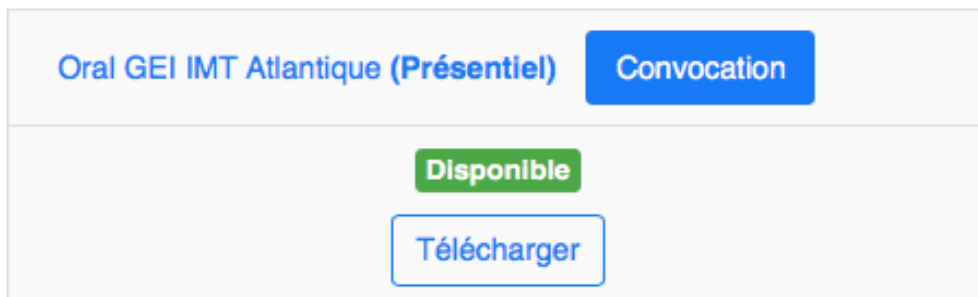 Oral GEI IMT Atlantique (Présentiel) Convocation
Disponible
Télécharger